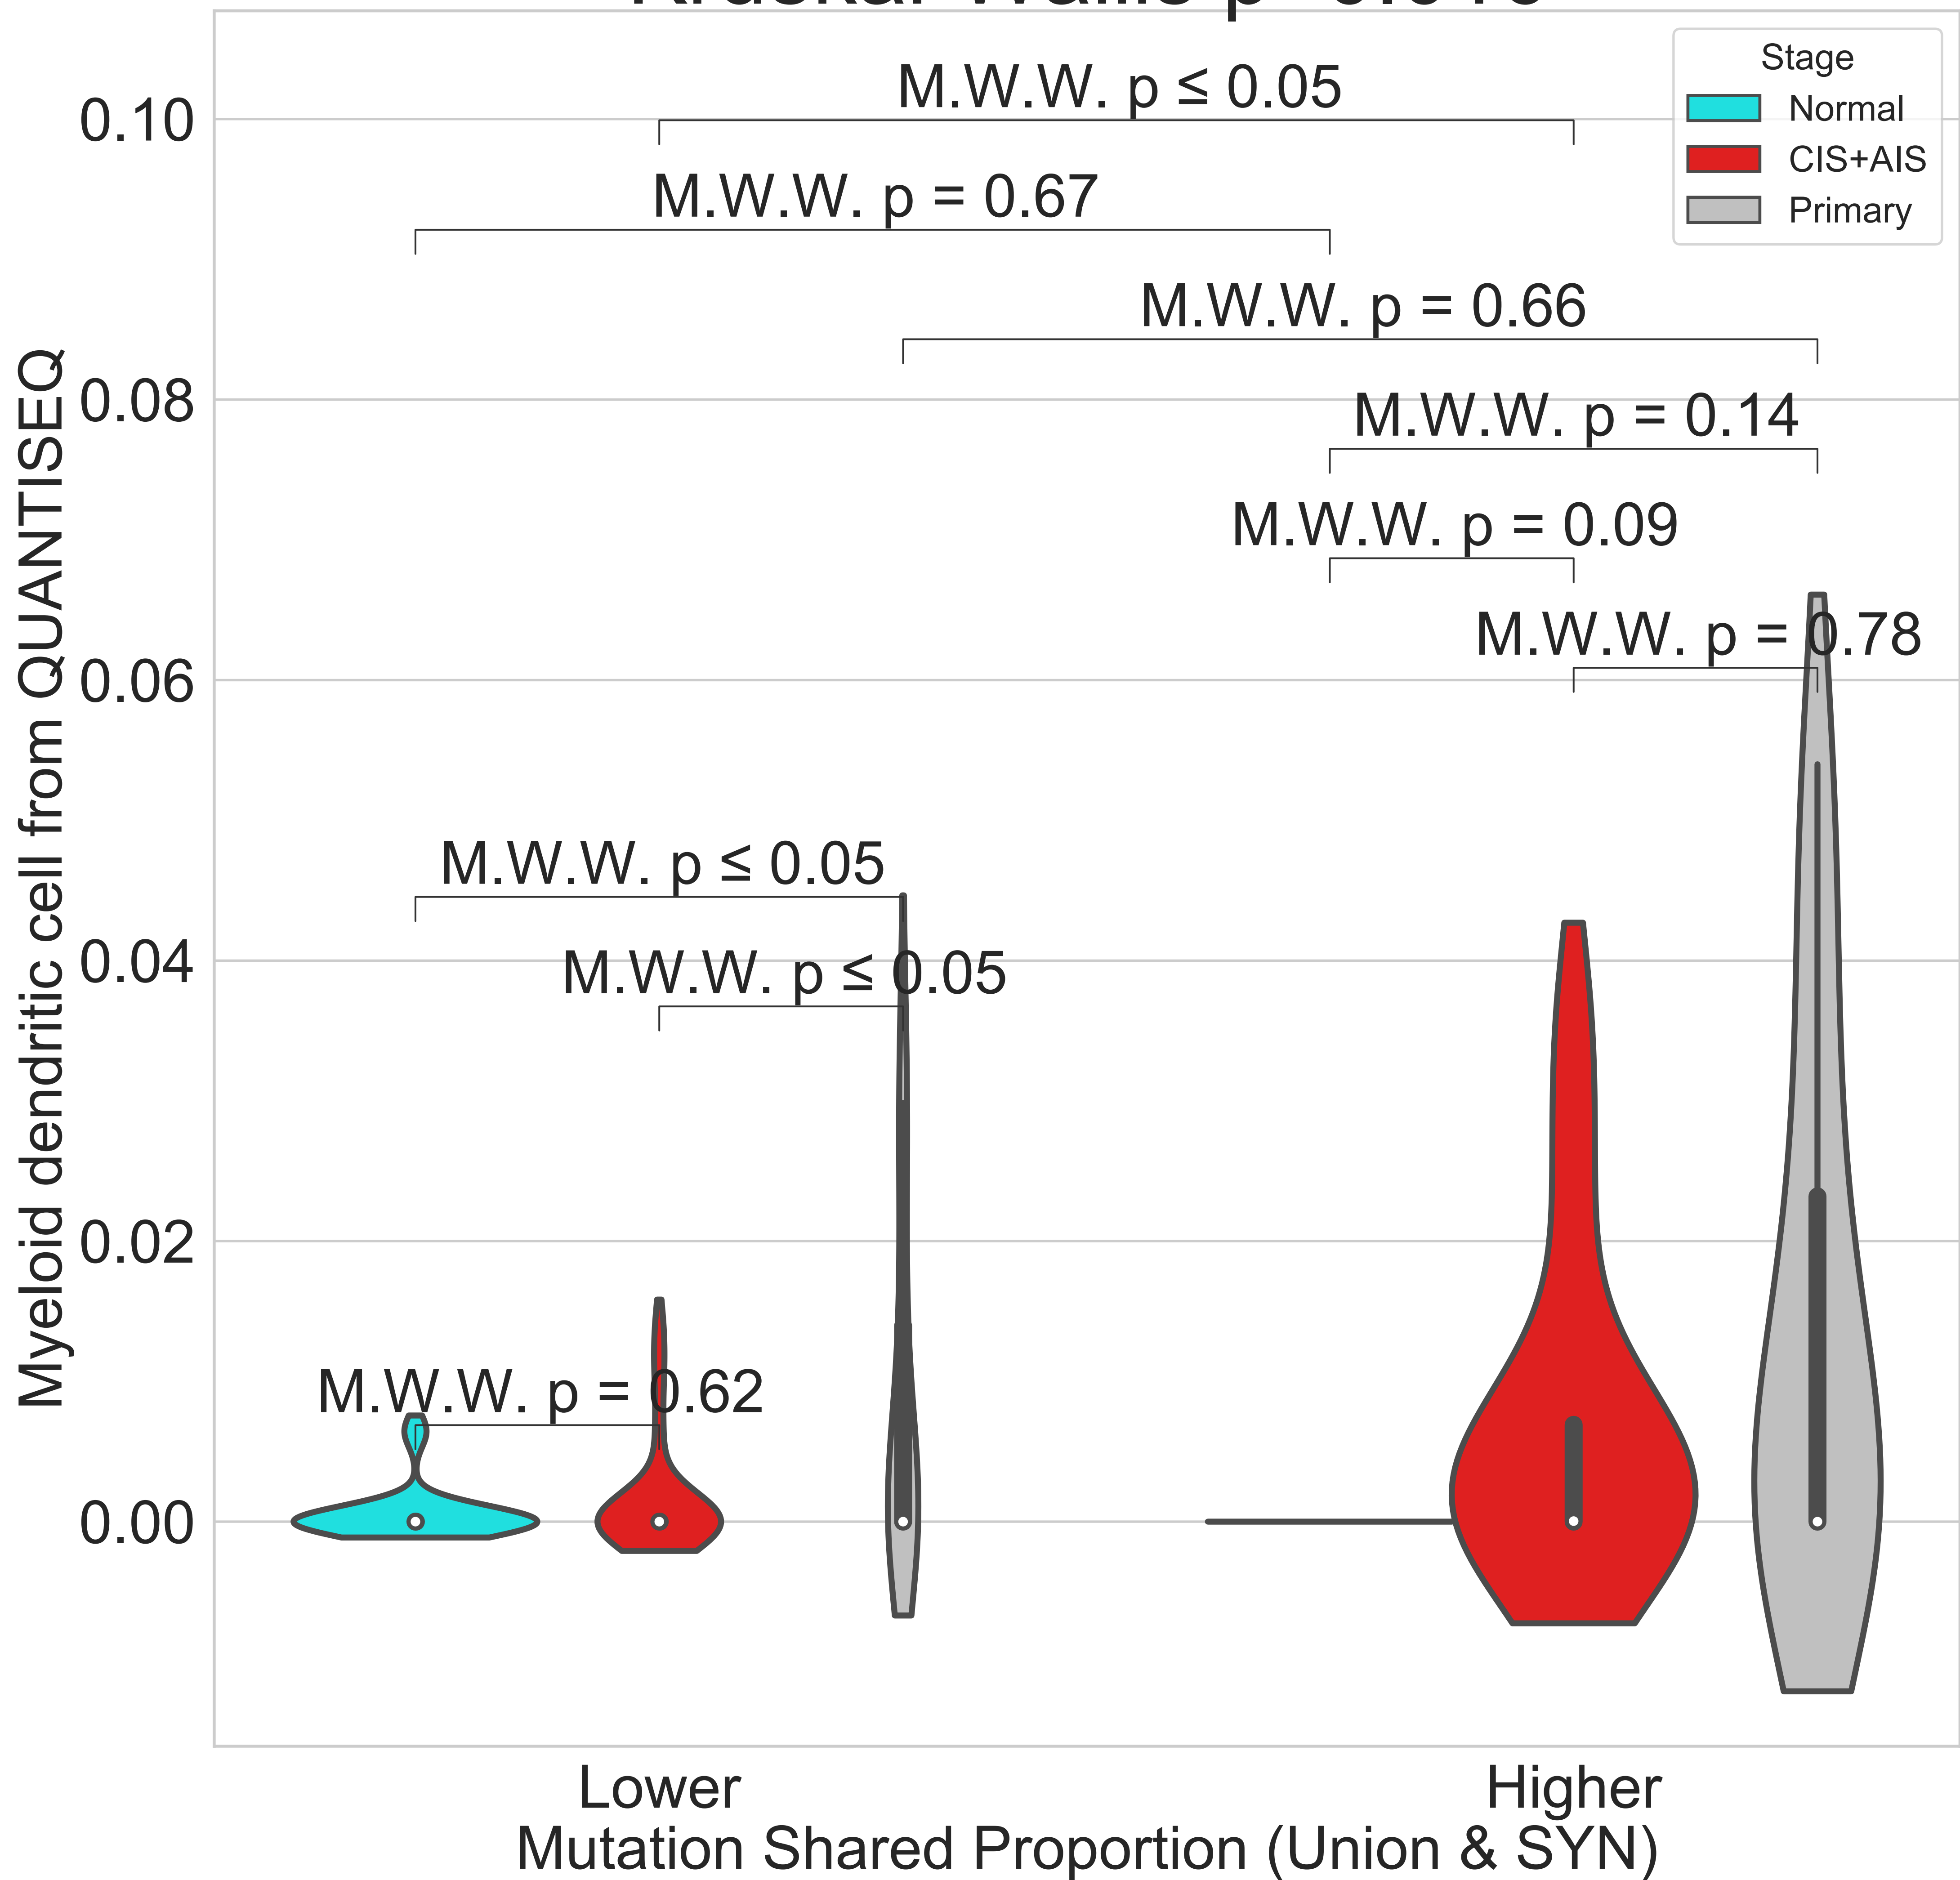 M.W.W. p ≤ 0.05
M.W.W. p = 0.67
M.W.W. p = 0.66
M.W.W. p = 0.14
M.W.W. p = 0.09
M.W.W. p = 0.78
M.W.W. p ≤ 0.05
M.W.W. p ≤ 0.05
M.W.W. p = 0.62
Stage
Normal
CIS+AIS
Primary
0.10
0.08
0.06
0.04
0.02
0.00
Myeloid dendritic cell from QUANTISEQ
Lower
Higher
Mutation Shared Proportion (Union & SYN)